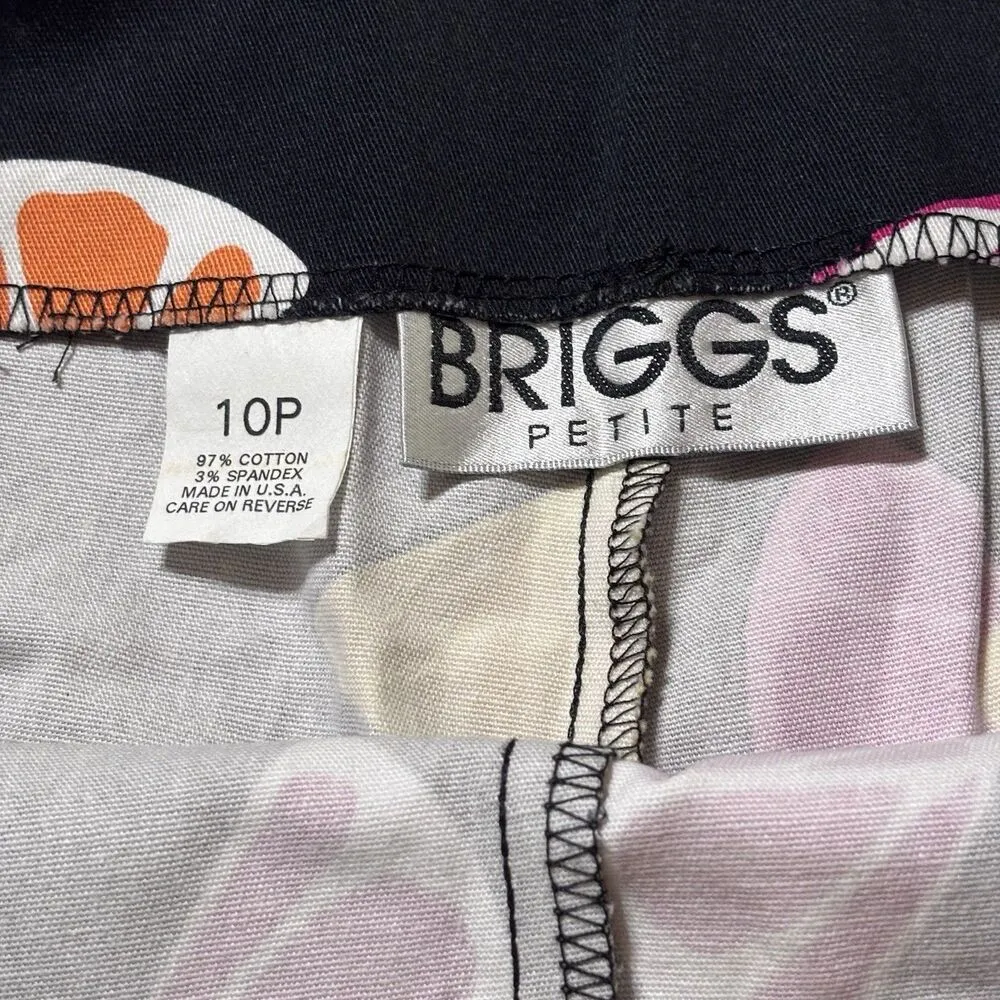 10P
97% COTTON
3% SPANDEX
MADE IN U.S.A.
CARE ON REVERSE
BRIGGS®
PETITE